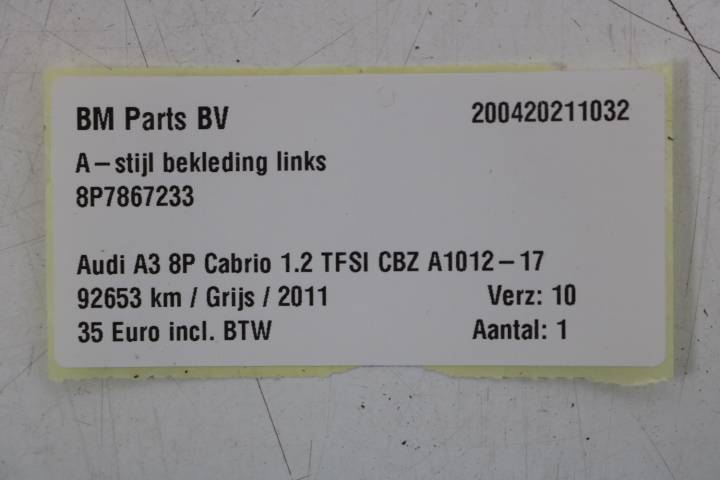 BM Parts BV 200420211032
A-stijl bekleding links
8P7867233
Audi A3 8P Cabrio 1.2 TFSI CBZ A1012-17
92653 km / Grijs / 2011 Verz: 10
35 Euro incl. BTW Aantal: 1